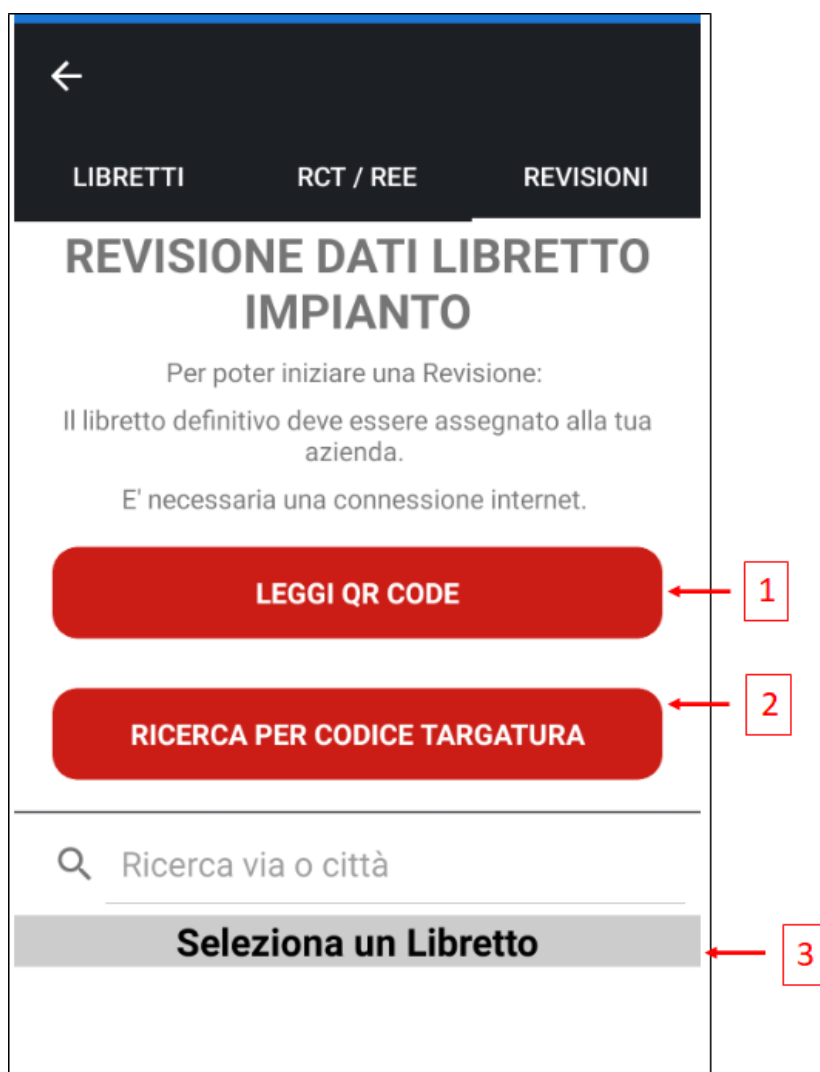 LIBRETTI RCT / REE REVISIONI
REVISIONE DATI LIBRETTO
IMPIANTO
Per poter iniziare una Revisione:
Il libretto definitivo deve essere assegnato alla tua
azienda.
E' necessaria una connessione internet.
LEGGI QR CODE
1
RICERCA PER CODICE TARGATURA
2
Ricerca via o città
Seleziona un Libretto
3